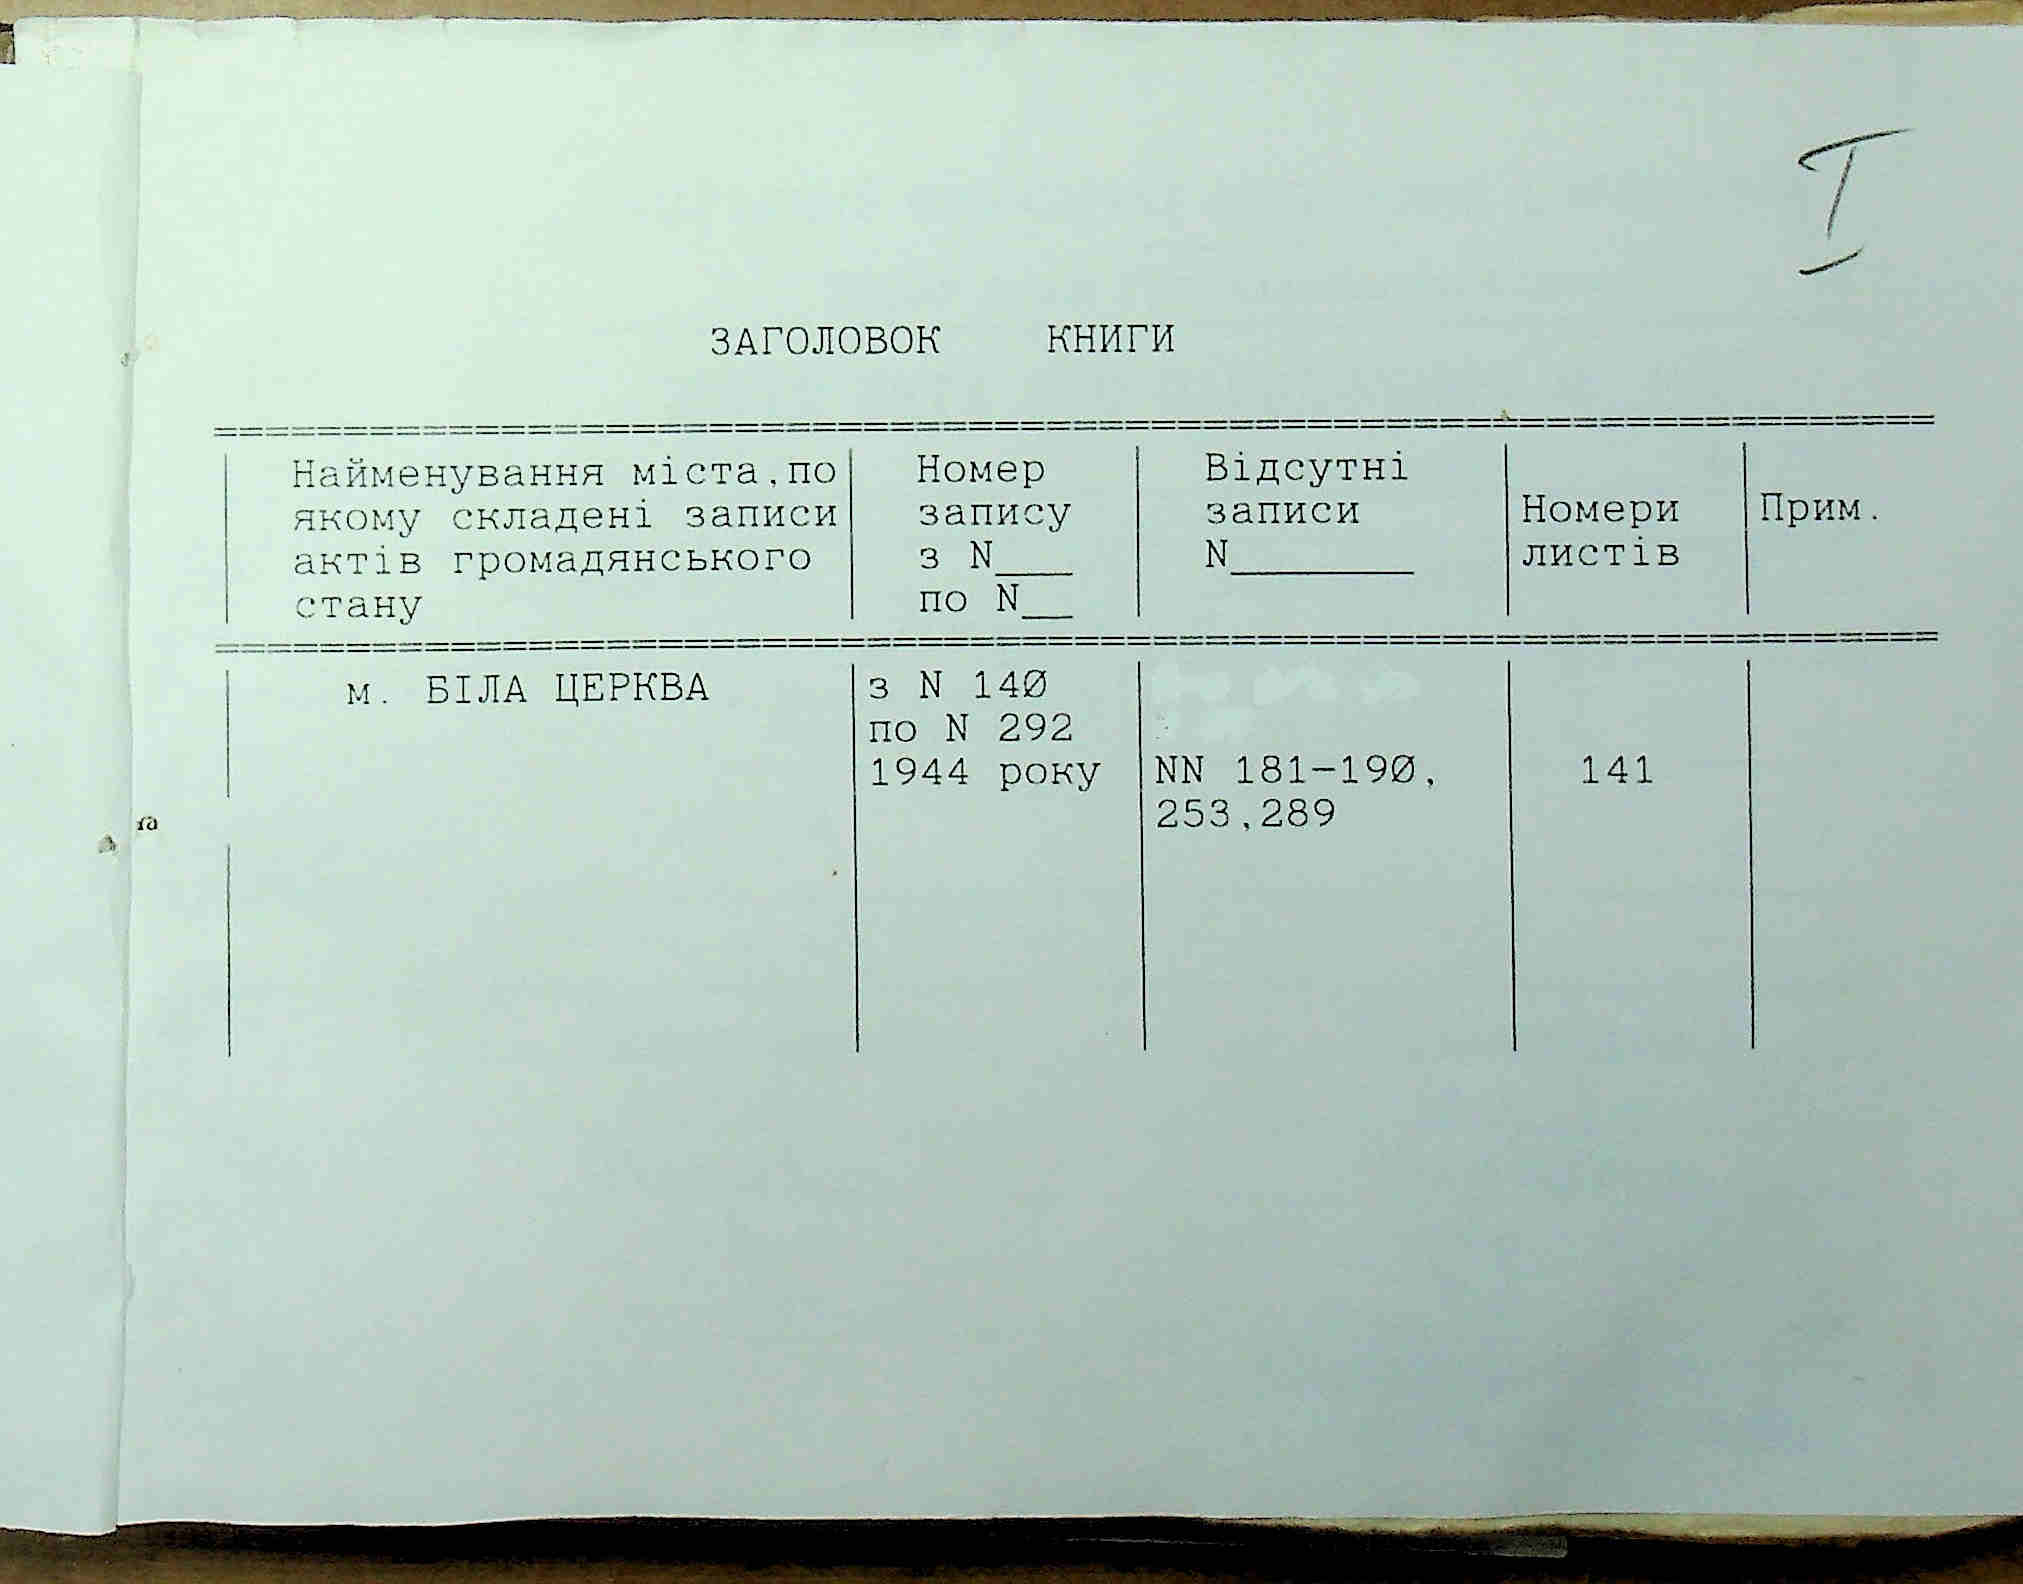 I
ЗАГОЛОВОК КНИГИ
Найменування міста,по
якому складені записи
актів громадянського
стану
Номер
запису
з N___
по N__
Відсутні
записи
N_______
Номери
листів
Прим.
м. БІЛА ЦЕРКВА
з N 140
по N 292
1944 року
NN 181-190,
253,289
141